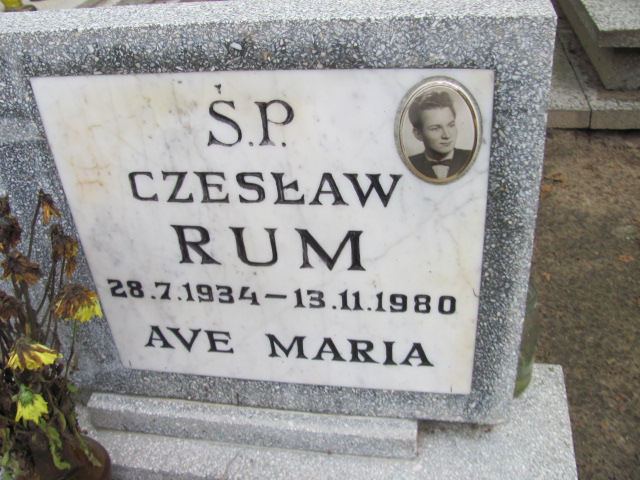 Ś.P.
CZESŁAW
RUM
28.7.1934-13.11.1980
AVE MARIA